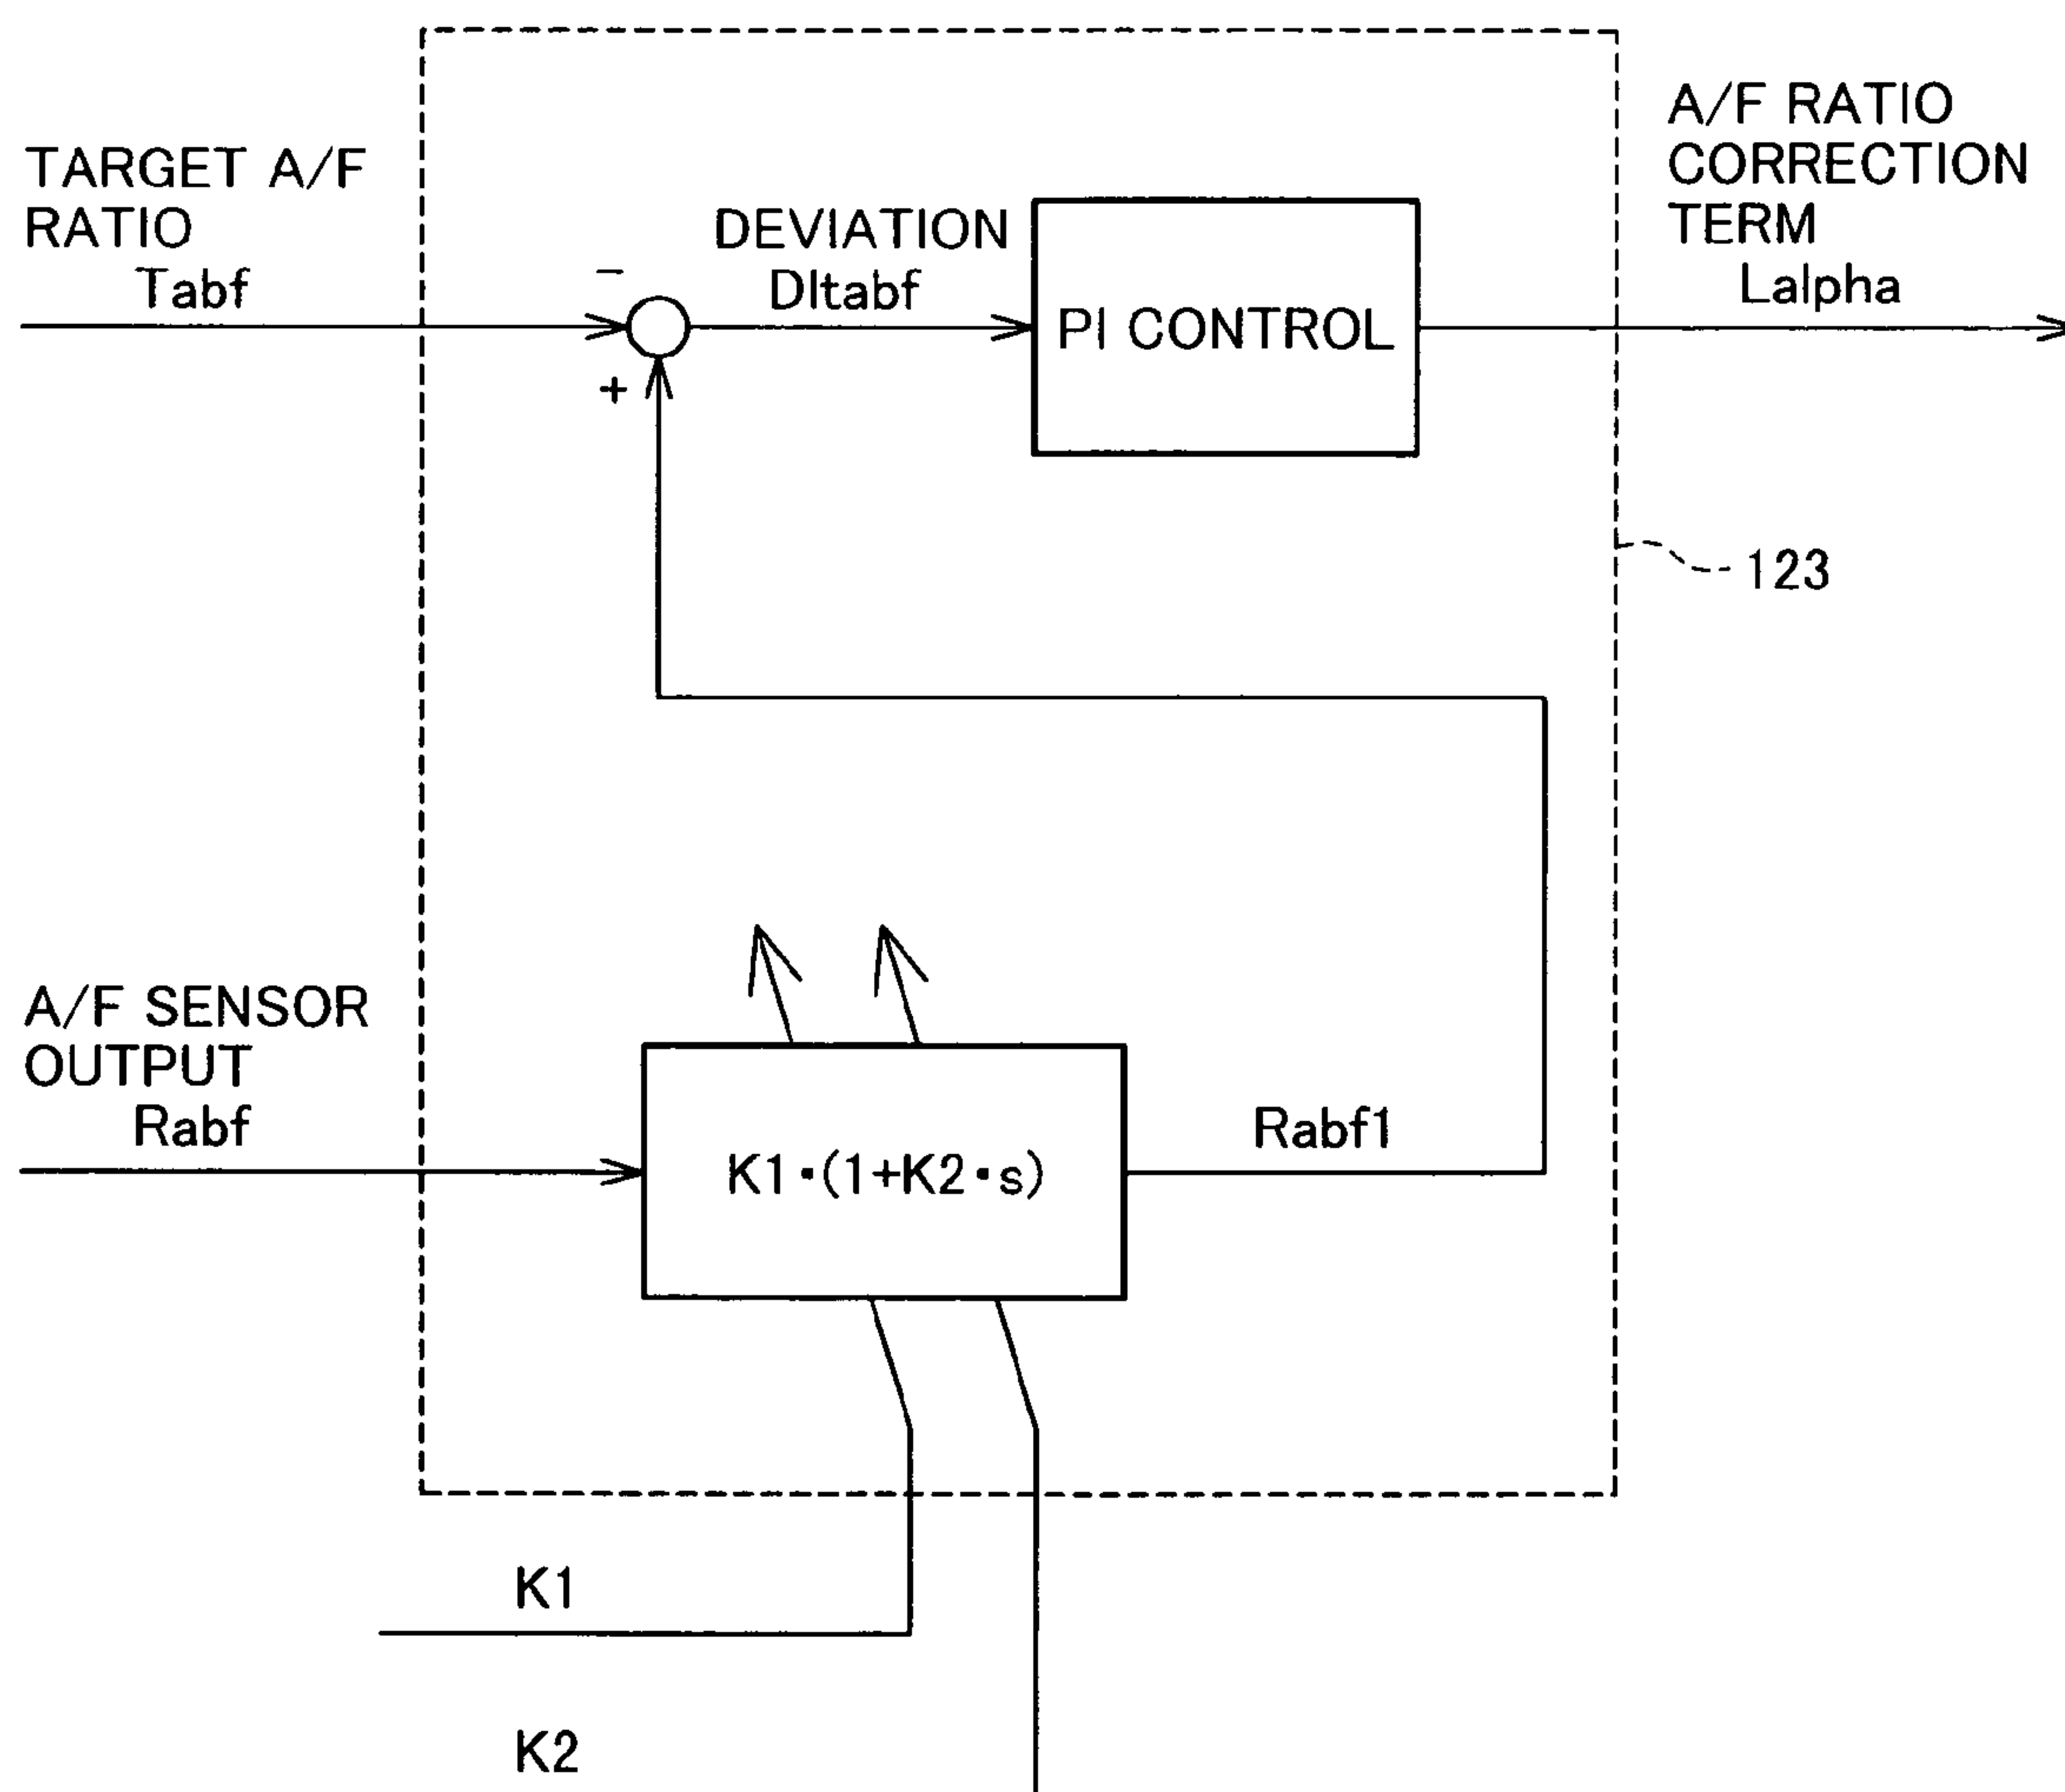 TARGET A/F
RATIO
Tabf
−
+
DEVIATION
Dltabf
PI CONTROL
A/F RATIO
CORRECTION
TERM
Lalpha
123
A/F SENSOR
OUTPUT
Rabf
K1·(1+K2·s)
Rabf1
K1
K2